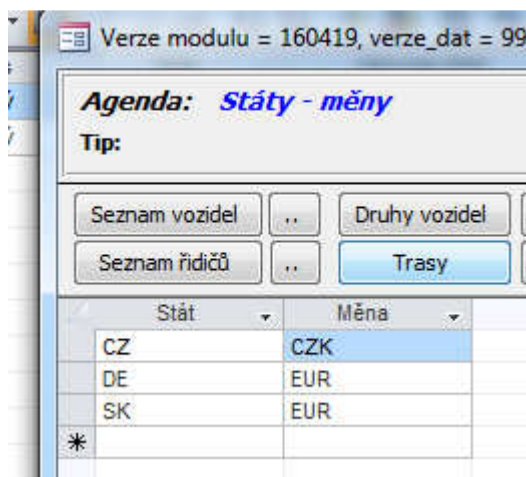 Verze modulu = 160419, verze_dat = 99
Agenda: Státy - měny
Tip:
Seznam vozidel .. Druhy vozidel
Seznam řidičů .. Trasy
Stát Měna
CZ CZK
DE EUR
SK EUR
*